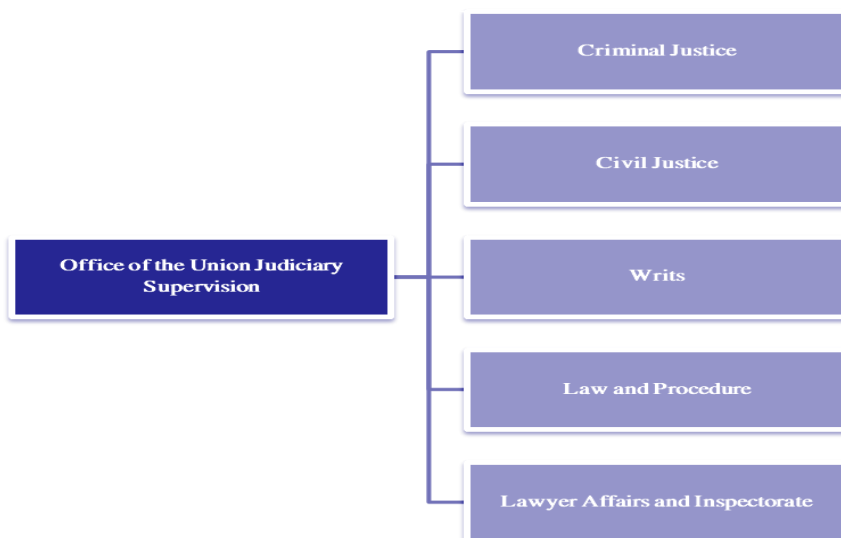 Criminal Justice
Civil Justice
Office of the Union Judiciary
Supervision
Writs
Law and Procedure
Lawyer Affairs and Inspectorate